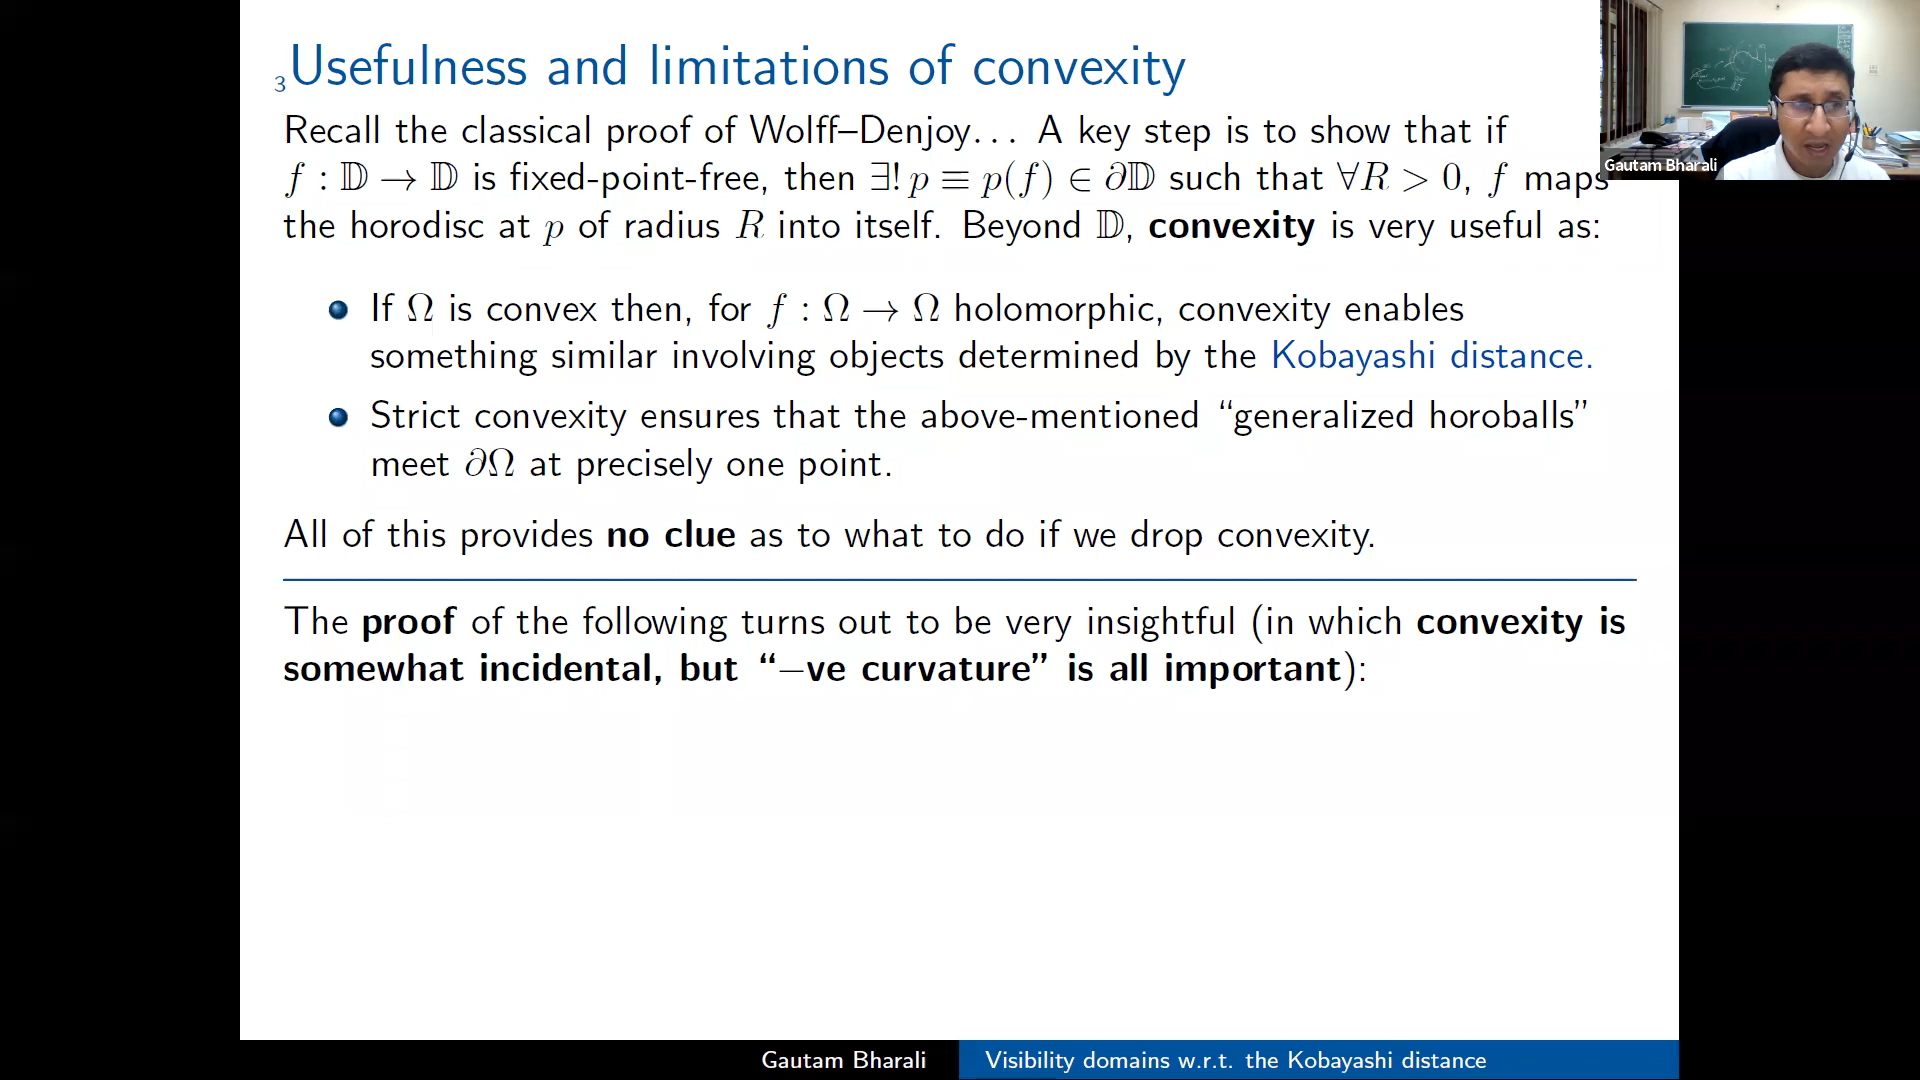 3 Usefulness and limitations of convexity
Recall the classical proof of Wolff–Denjoy... A key step is to show that if
f : 𝔻 → 𝔻 is fixed-point-free, then ∃! p ≡ p(f) ∈ ∂𝔻 such that ∀R > 0, f maps
the horodisc at p of radius R into itself. Beyond 𝔻, convexity is very useful as:
If Ω is convex then, for f : Ω → Ω holomorphic, convexity enables
something similar involving objects determined by the Kobayashi distance.
Strict convexity ensures that the above-mentioned “generalized horoballs”
meet ∂Ω at precisely one point.
All of this provides no clue as to what to do if we drop convexity.
The proof of the following turns out to be very insightful (in which convexity is
somewhat incidental, but “−ve curvature” is all important):
Gautam Bharali
Gautam Bharali Visibility domains w.r.t. the Kobayashi distance